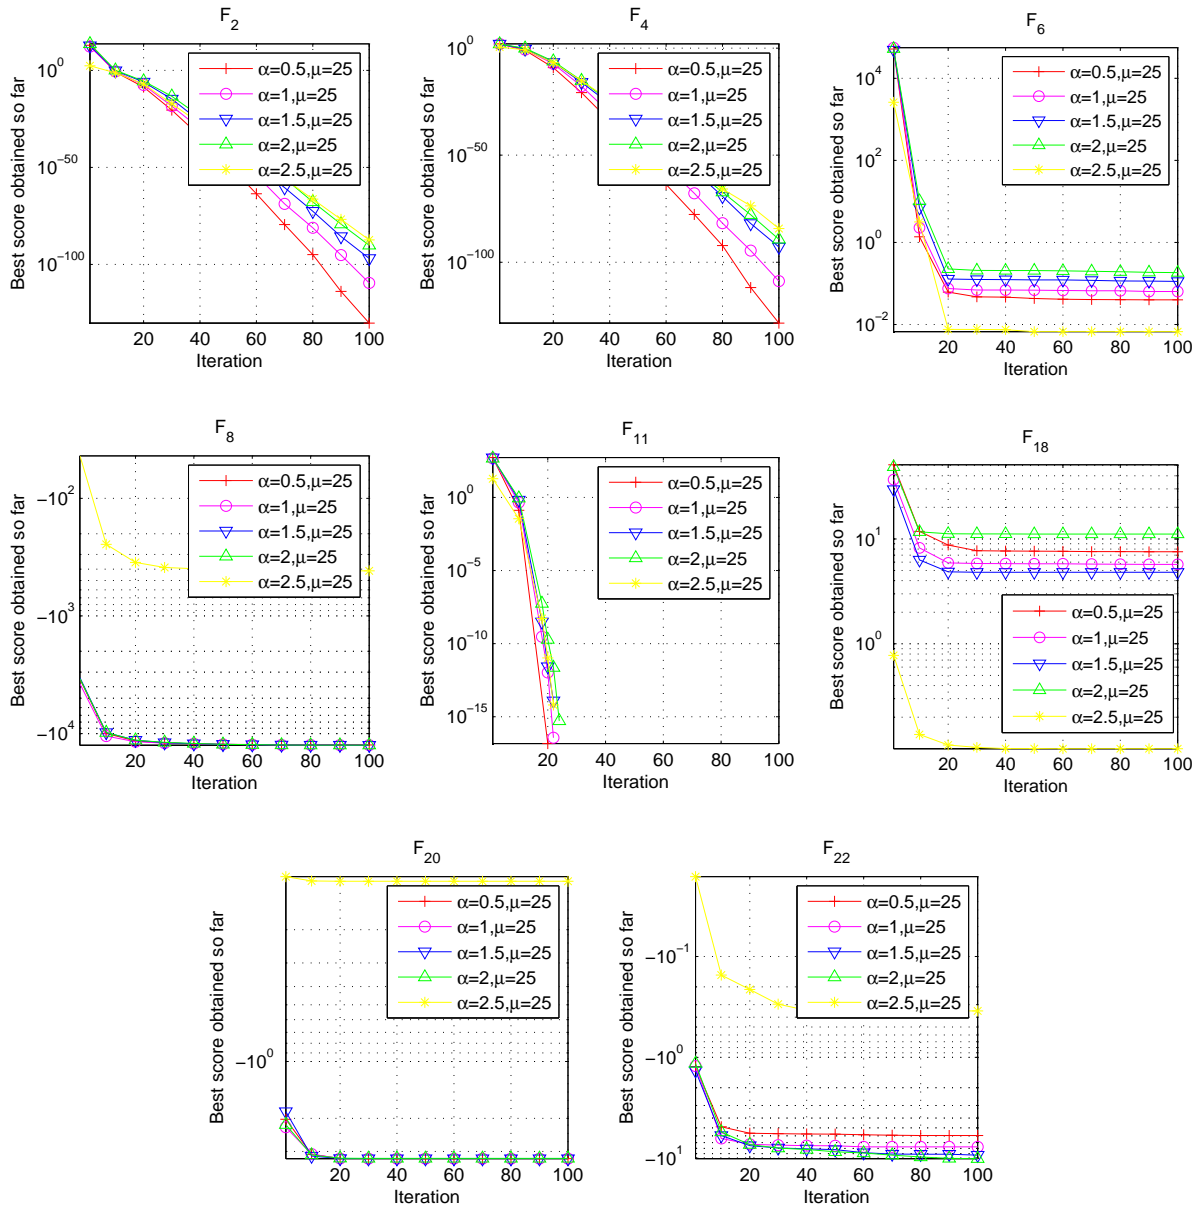 F2
Best score obtained so far
10^0
10^-50
10^-100
20 40 60 80 100
Iteration
α=0.5,μ=25
α=1,μ=25
α=1.5,μ=25
α=2,μ=25
α=2.5,μ=25
F4
Best score obtained so far
10^0
10^-50
10^-100
20 40 60 80 100
Iteration
α=0.5,μ=25
α=1,μ=25
α=1.5,μ=25
α=2,μ=25
α=2.5,μ=25
F6
Best score obtained so far
10^4
10^2
10^0
10^-2
20 40 60 80 100
Iteration
α=0.5,μ=25
α=1,μ=25
α=1.5,μ=25
α=2,μ=25
α=2.5,μ=25
F8
Best score obtained so far
-10^2
-10^3
-10^4
20 40 60 80 100
Iteration
α=0.5,μ=25
α=1,μ=25
α=1.5,μ=25
α=2,μ=25
α=2.5,μ=25
F11
Best score obtained so far
10^0
10^-5
10^-10
10^-15
20 40 60 80 100
Iteration
α=0.5,μ=25
α=1,μ=25
α=1.5,μ=25
α=2,μ=25
α=2.5,μ=25
F18
Best score obtained so far
10^1
10^0
20 40 60 80 100
Iteration
α=0.5,μ=25
α=1,μ=25
α=1.5,μ=25
α=2,μ=25
α=2.5,μ=25
F20
Best score obtained so far
-10^0
20 40 60 80 100
Iteration
α=0.5,μ=25
α=1,μ=25
α=1.5,μ=25
α=2,μ=25
α=2.5,μ=25
F22
Best score obtained so far
-10^-1
-10^0
-10^1
20 40 60 80 100
Iteration
α=0.5,μ=25
α=1,μ=25
α=1.5,μ=25
α=2,μ=25
α=2.5,μ=25